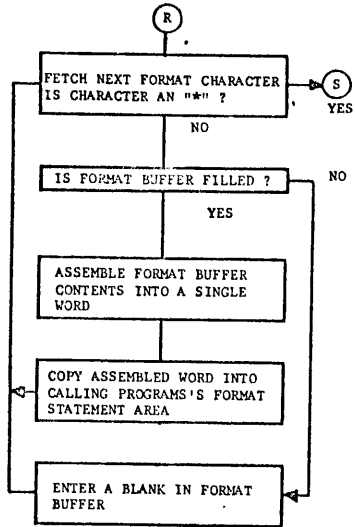 R
FETCH NEXT FORMAT CHARACTER
IS CHARACTER AN "*" ?
S
YES
NO
IS FORMAT BUFFER FILLED ?
NO
YES
ASSEMBLE FORMAT BUFFER
CONTENTS INTO A SINGLE
WORD
COPY ASSEMBLED WORD INTO
CALLING PROGRAMS'S FORMAT
STATEMENT AREA
ENTER A BLANK IN FORMAT
BUFFER